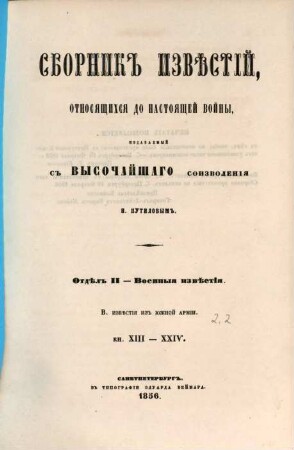 СБОРНИКЪ ИЗВѢСТІЙ,
ОТНОСЯЩИХСЯ ДО НАСТОЯЩЕЙ ВОЙНЫ,
ИЗДАВАЕМЫЙ
СЪ ВЫСОЧАЙШАГО СОИЗВОЛЕНІЯ
Н. ПУТИЛОВЫМЪ.
Отдѣлъ II — Военныя извѣстія.
В. ИЗВѢСТІЯ ИЗЪ ЮЖНОЙ АРМІИ.
2,2
КН. XIII — XXIV.
САНКТПЕТЕРБУРГЪ.
ВЪ ТИПОГРАФІИ ЭДУАРДА ВЕЙМАРА.
1856.